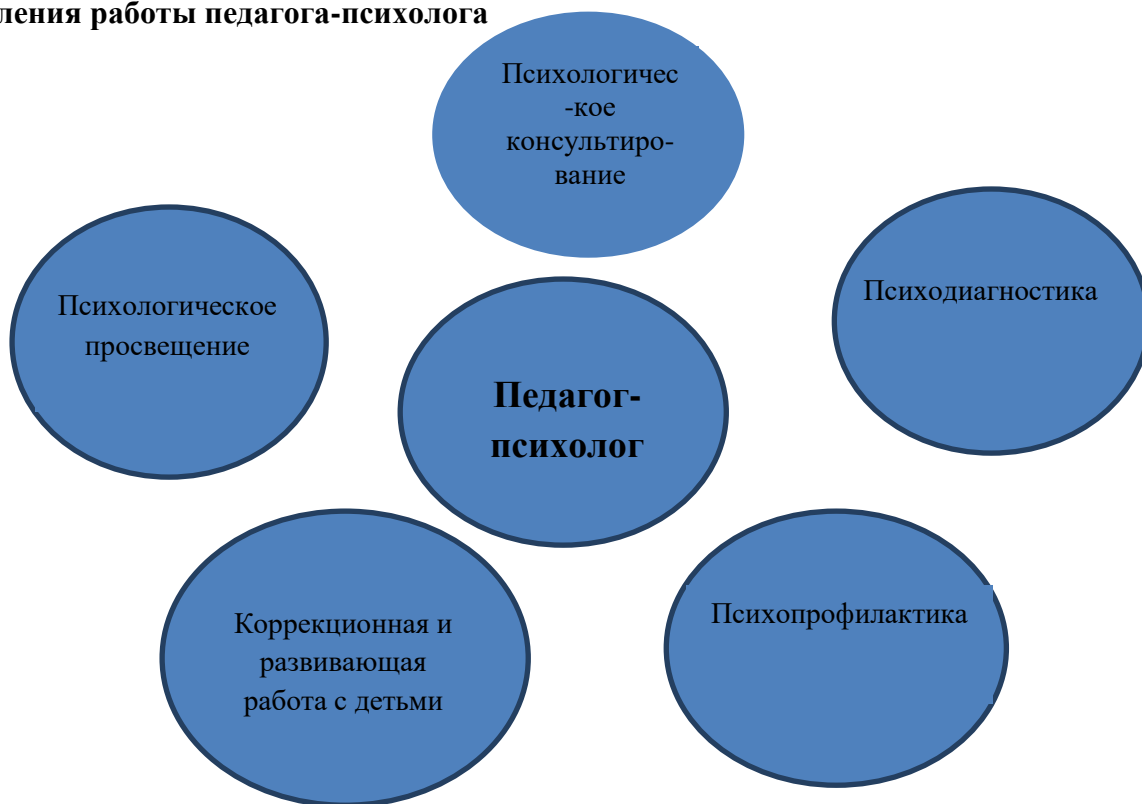 ления работы педагога-психолога
Психологичес
-кое
консультиро-
вание
Психологическое
просвещение
Психодиагностика
Педагог-
психолог
Коррекционная и
развивающая
работа с детьми
Психопрофилактика